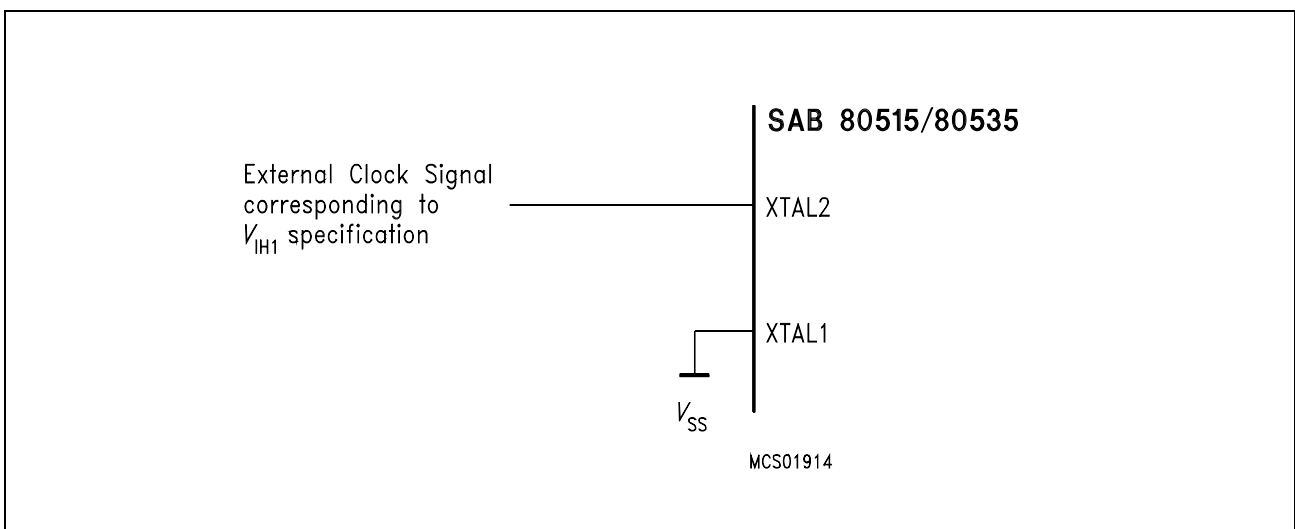 SAB 80515/80535
External Clock Signal
corresponding to
VIH1 specification
XTAL2
XTAL1
VSS
MCS01914